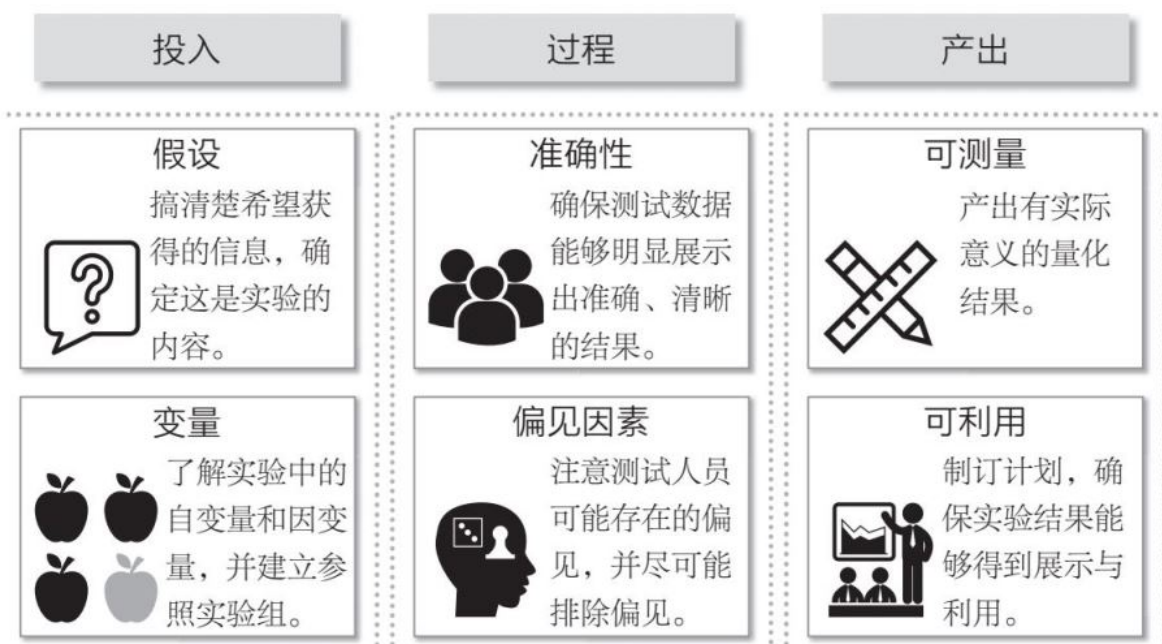 投入
过程
产出
假设
搞清楚希望获
得的信息，确
定这是实验的
内容。
准确性
确保测试数据
能够明显展示
出准确、清晰
的结果。
可测量
产出有实际
意义的量化
结果。
变量
了解实验中的
自变量和因变
量，并建立参
照实验组。
偏见因素
注意测试人员
可能存在的偏
见，并尽可能
排除偏见。
可利用
制订计划，确
保实验结果能
够得到展示与
利用。